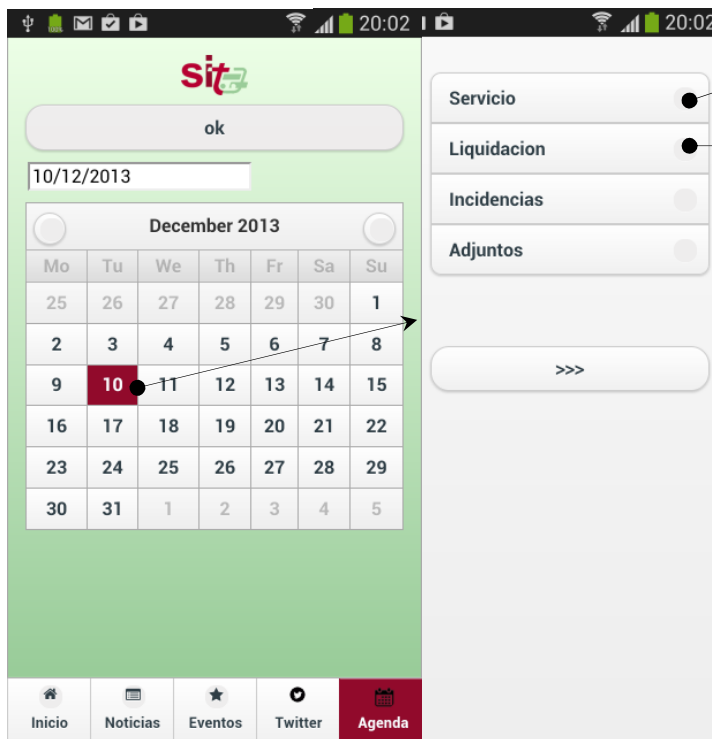 20:02
20:02
sit
ok
10/12/2013
December 2013
Mo Tu We Th Fr Sa Su
25 26 27 28 29 30 1
2 3 4 5 6 7 8
9 10 11 12 13 14 15
16 17 18 19 20 21 22
23 24 25 26 27 28 29
30 31 1 2 3 4 5
Inicio Noticias Eventos Twitter Agenda
Servicio
Liquidacion
Incidencias
Adjuntos
>>>